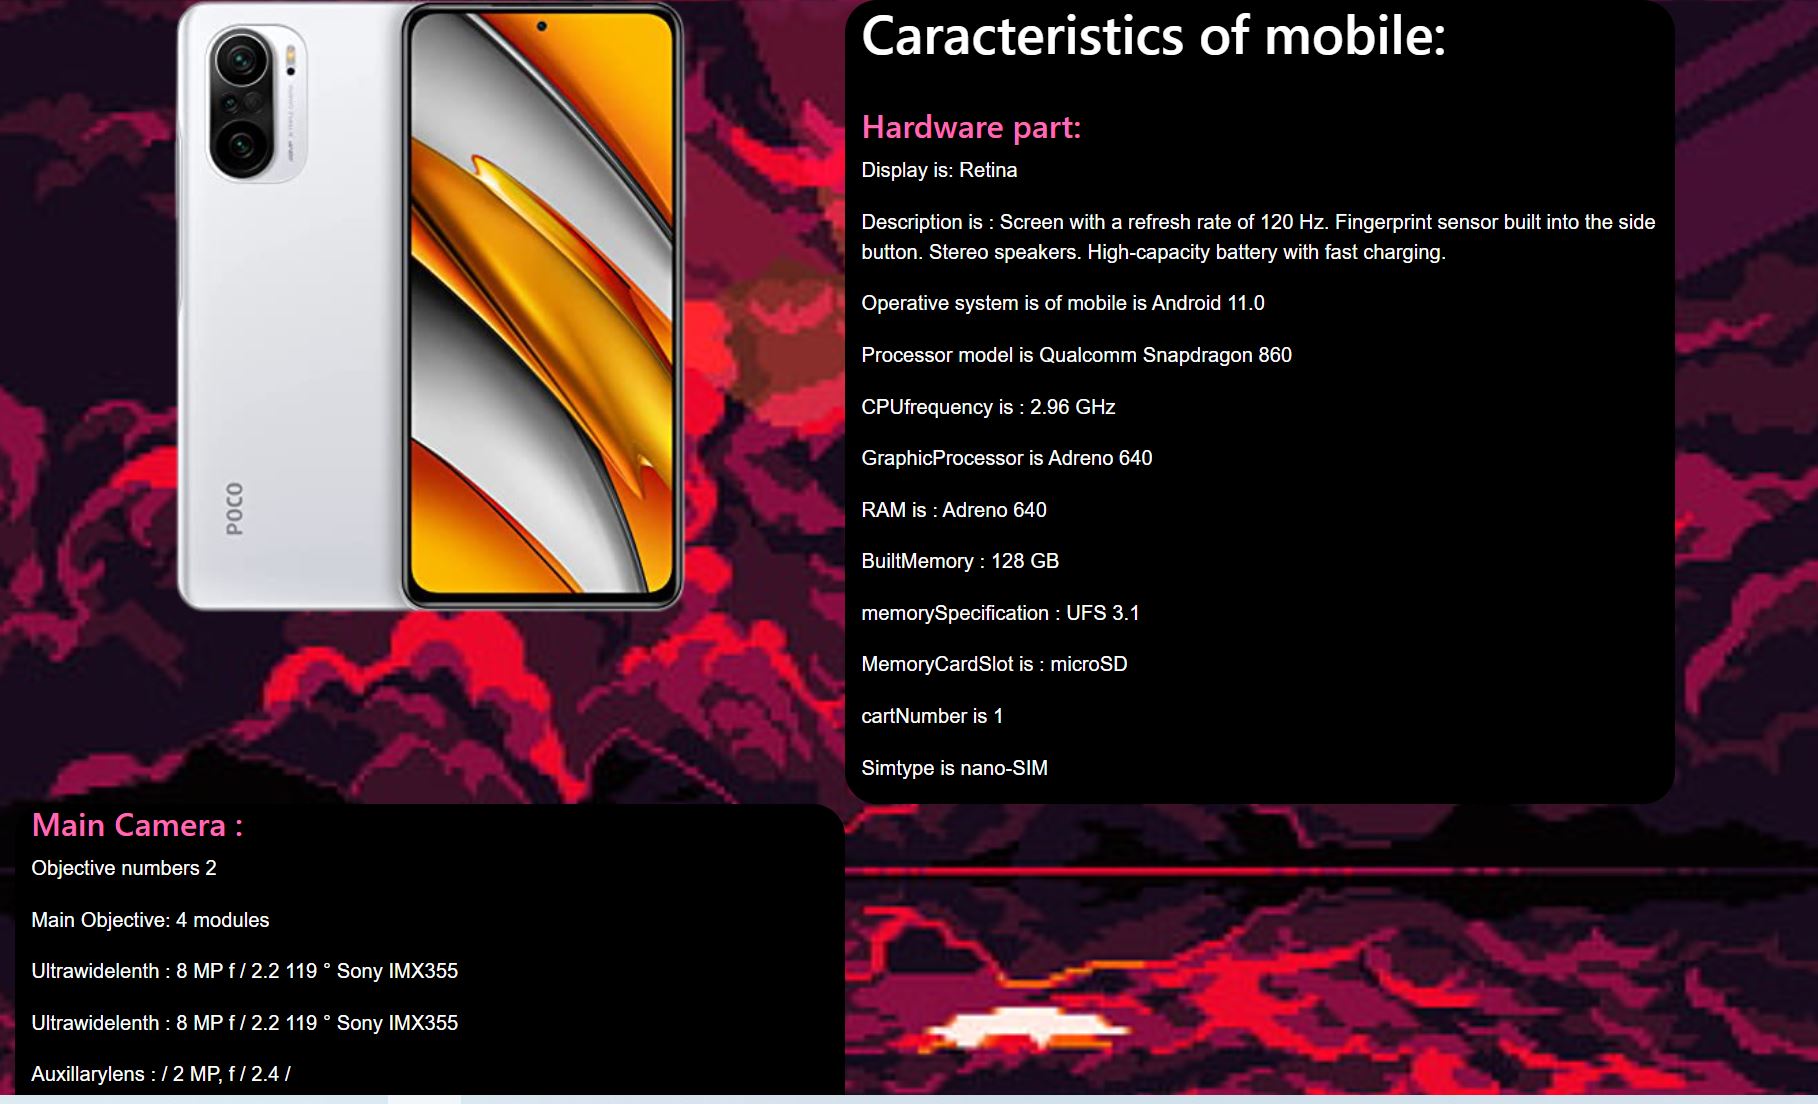 POCO
Caracteristics of mobile:
Hardware part:
Display is: Retina
Description is : Screen with a refresh rate of 120 Hz. Fingerprint sensor built into the side
button. Stereo speakers. High-capacity battery with fast charging.
Operative system is of mobile is Android 11.0
Processor model is Qualcomm Snapdragon 860
CPUfrequency is : 2.96 GHz
GraphicProcessor is Adreno 640
RAM is : Adreno 640
BuiltMemory : 128 GB
memorySpecification : UFS 3.1
MemoryCardSlot is : microSD
cartNumber is 1
Simtype is nano-SIM
Main Camera :
Objective numbers 2
Main Objective: 4 modules
Ultrawidelenth : 8 MP f / 2.2 119 ° Sony IMX355
Ultrawidelenth : 8 MP f / 2.2 119 ° Sony IMX355
Auxillarylens : / 2 MP, f / 2.4 /